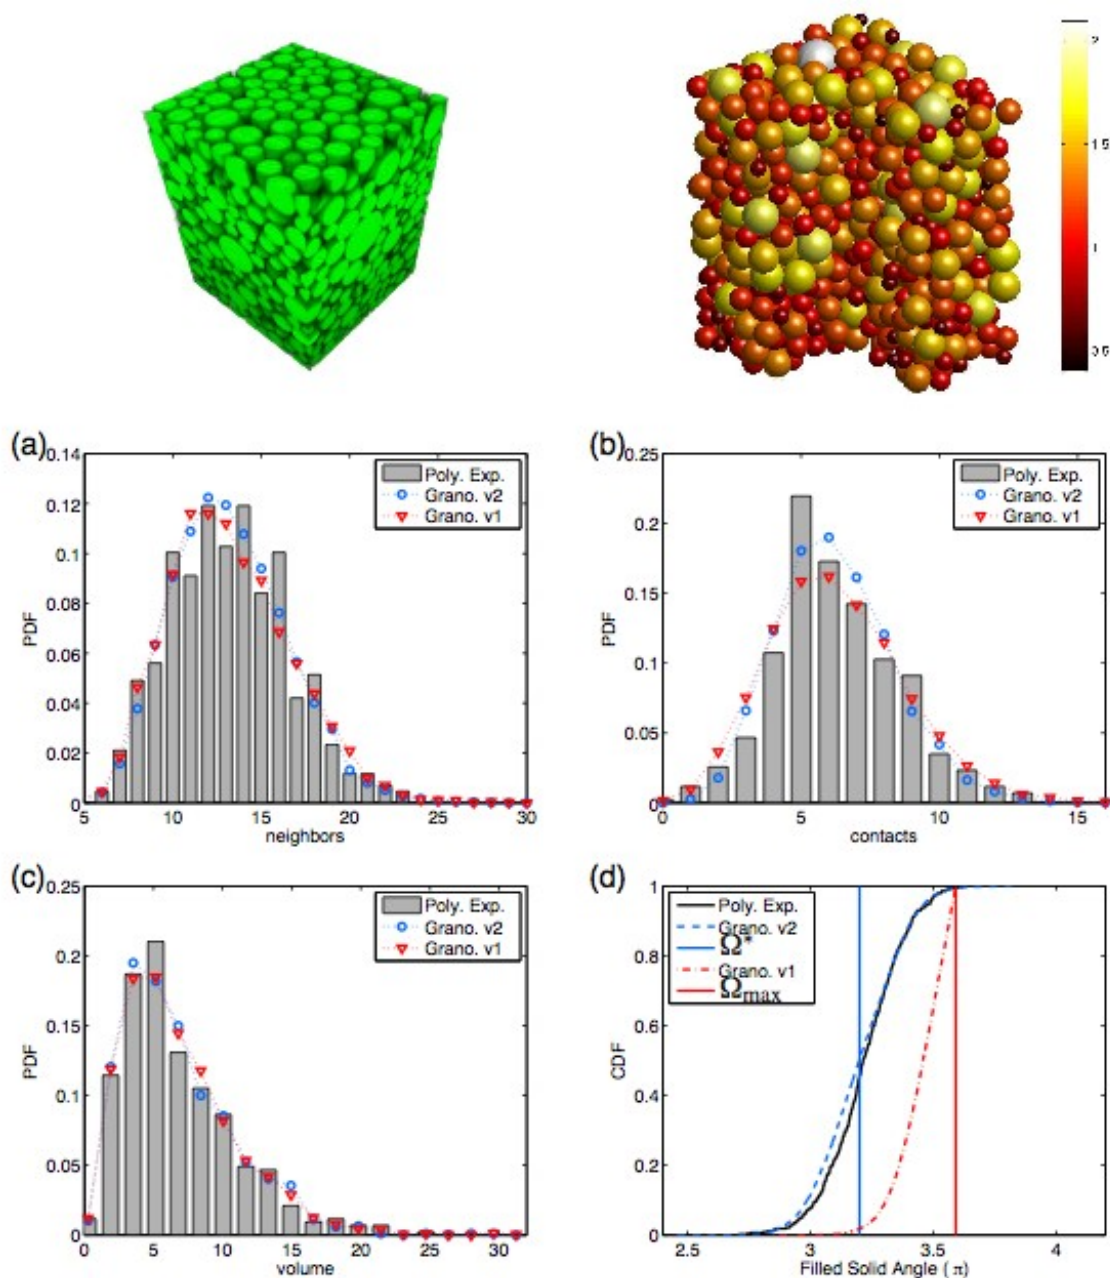 2
1.5
1
0.5
(a)
0.14
0.12
0.1
0.08
0.06
0.04
0.02
0
PDF
Poly. Exp.
Grano. v2
Grano. v1
5 10 15 20 25 30
neighbors
(b)
0.25
0.2
0.15
0.1
0.05
0
PDF
Poly. Exp.
Grano. v2
Grano. v1
0 5 10 15
contacts
(c)
0.25
0.2
0.15
0.1
0.05
0
PDF
Poly. Exp.
Grano. v2
Grano. v1
0 5 10 15 20 25 30
volume
(d)
1
0.8
0.6
0.4
0.2
0
CDF
Poly. Exp.
Grano. v2
Ω*
Grano. v1
Ωmax
2.5 3 3.5 4
Filled Solid Angle ( π)